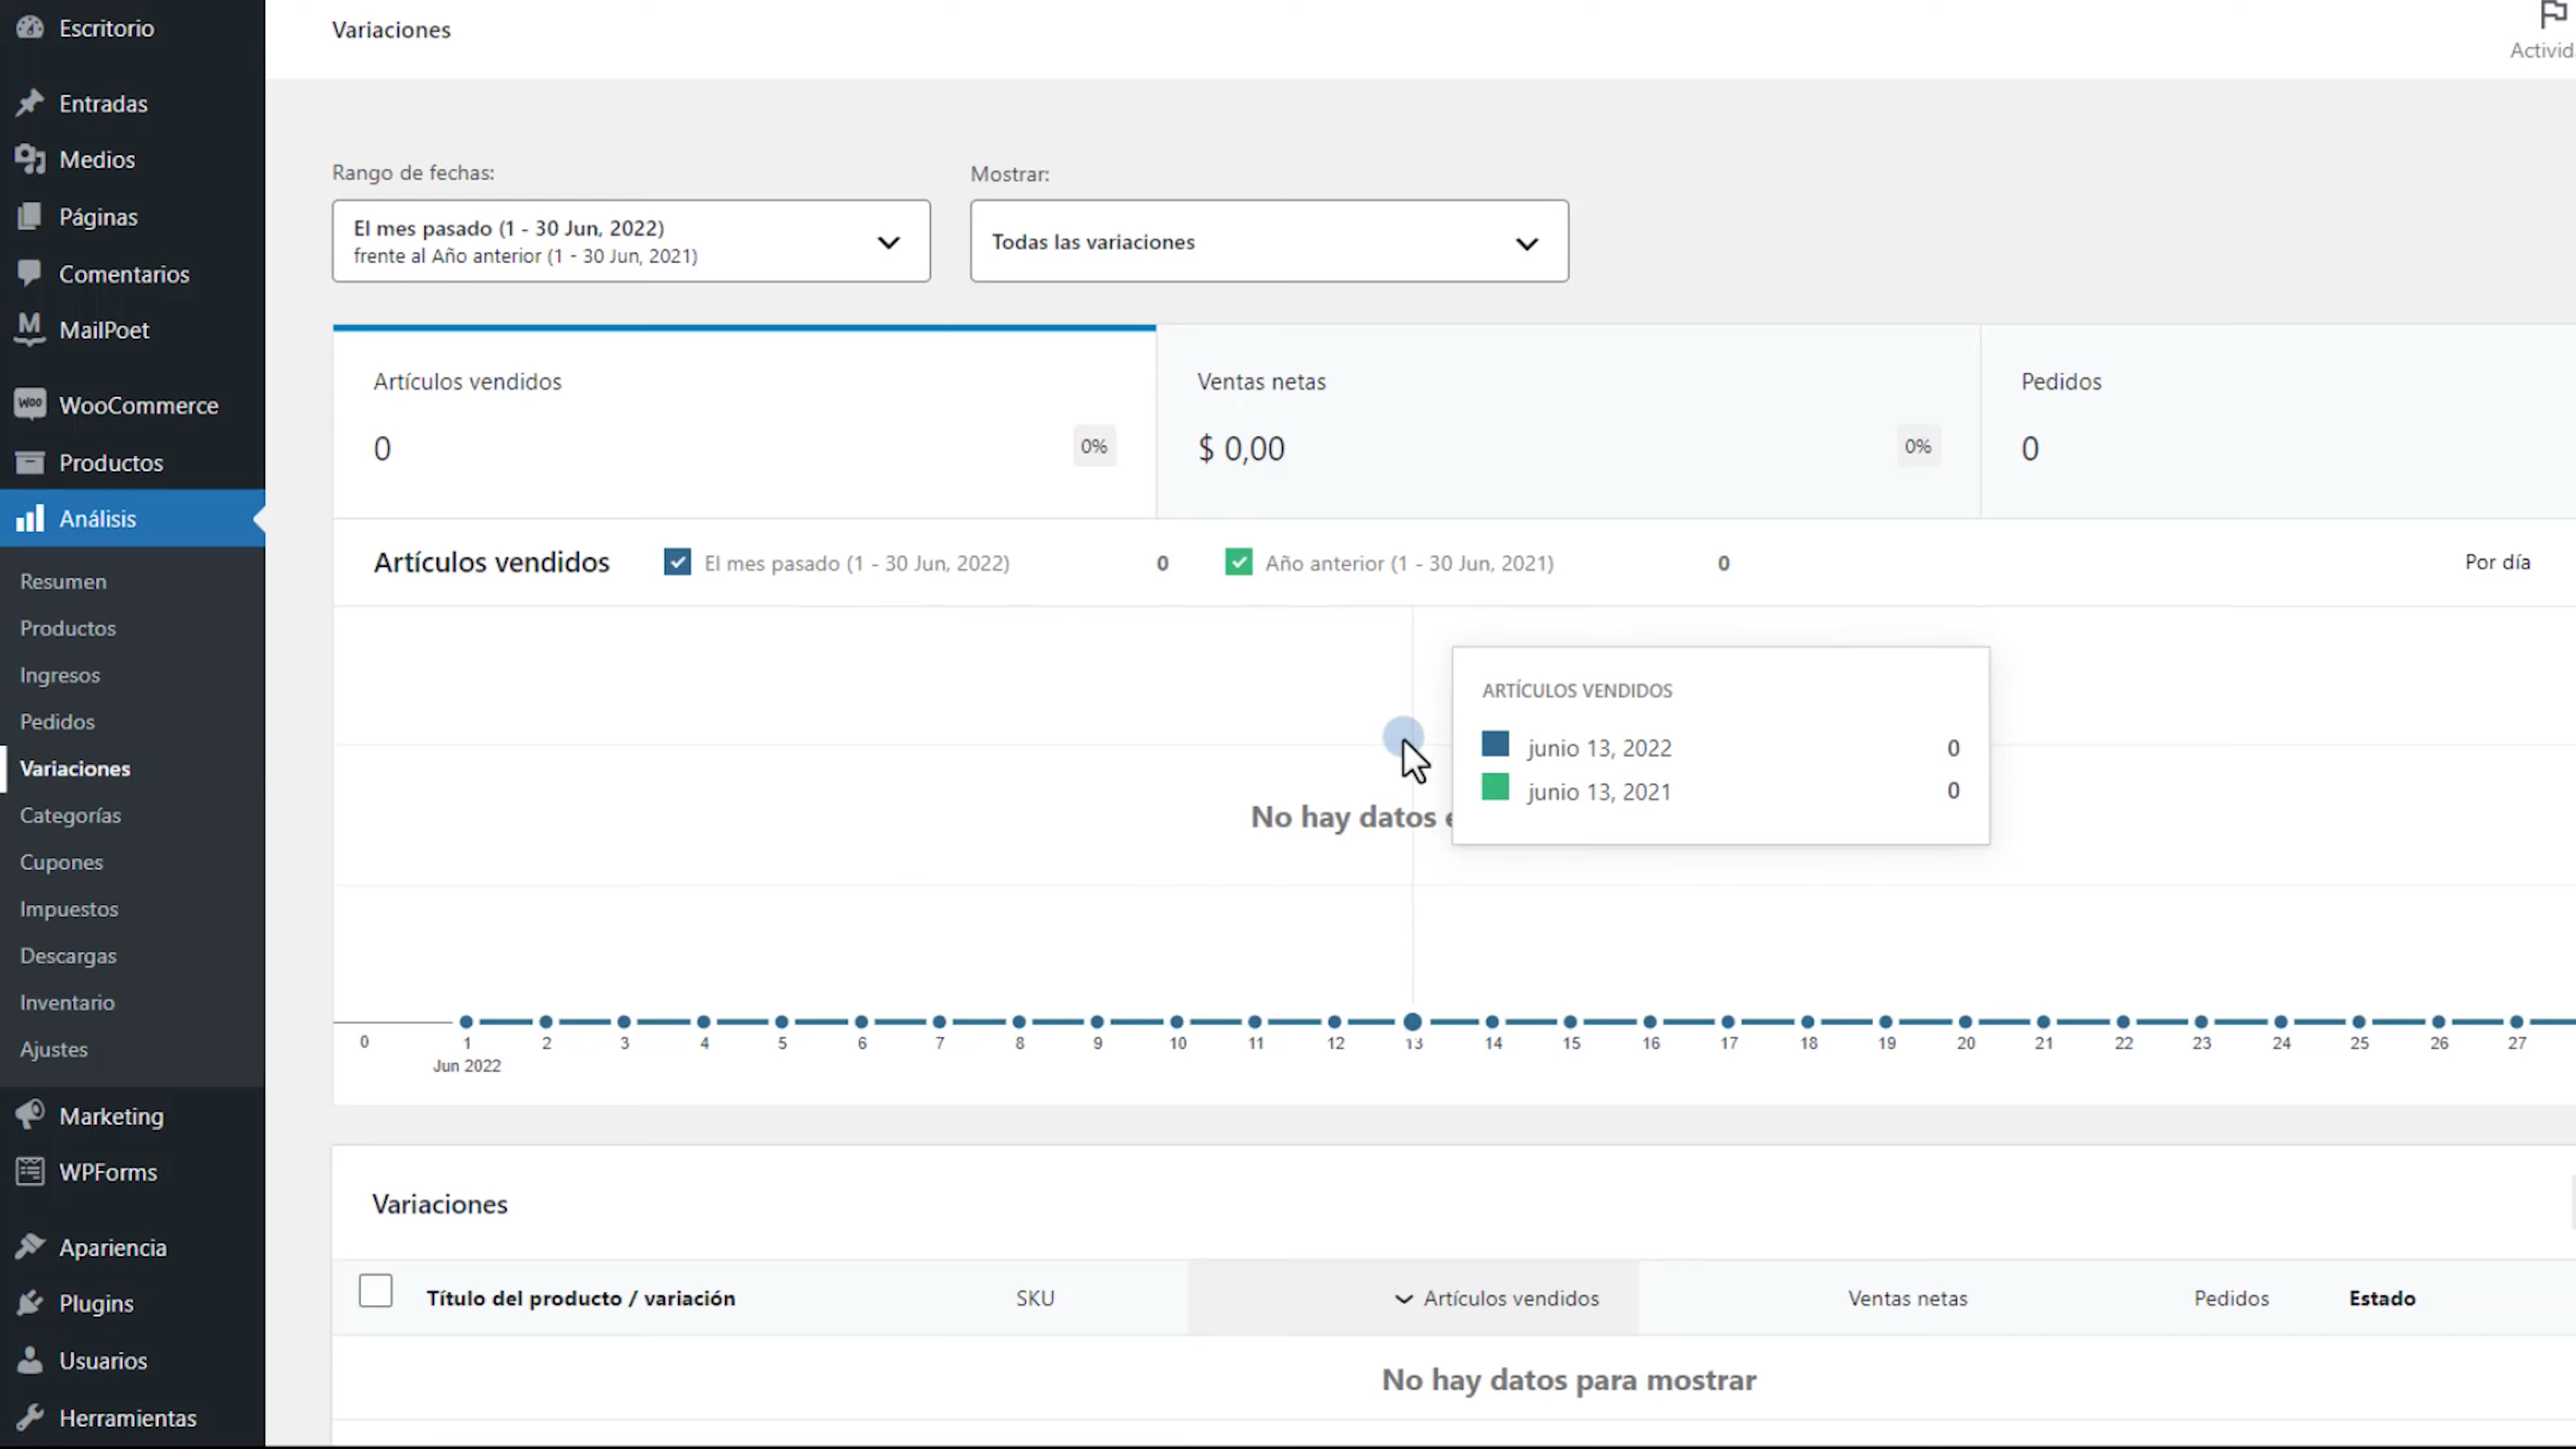 Escritorio
Entradas
Medios
Páginas
Comentarios
MailPoet
WooCommerce
Productos
Análisis
Resumen
Productos
Ingresos
Pedidos
Variaciones
Categorías
Cupones
Impuestos
Descargas
Inventario
Ajustes
Marketing
WPForms
Apariencia
Plugins
Usuarios
Herramientas
Variaciones
Activid
Rango de fechas:
El mes pasado (1 - 30 Jun, 2022)
frente al Año anterior (1 - 30 Jun, 2021)
Mostrar:
Todas las variaciones
Artículos vendidos
0 0%
Ventas netas
$ 0,00 0%
Pedidos
0
Artículos vendidos El mes pasado (1 - 30 Jun, 2022) 0 Año anterior (1 - 30 Jun, 2021) 0 Por día
ARTÍCULOS VENDIDOS
junio 13, 2022 0
junio 13, 2021 0
No hay datos
0 1 2 3 4 5 6 7 8 9 10 11 12 13 14 15 16 17 18 19 20 21 22 23 24 25 26 27
Jun 2022
Variaciones
Título del producto / variación SKU Artículos vendidos Ventas netas Pedidos Estado
No hay datos para mostrar